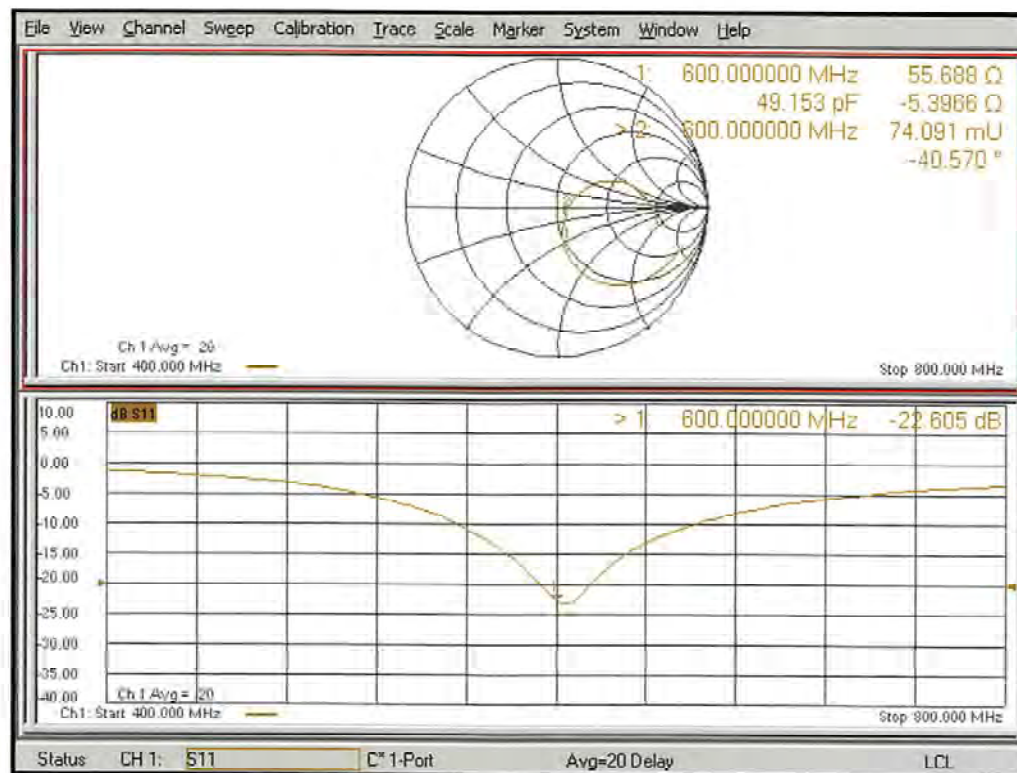 File View Channel Sweep Calibration Trace Scale Marker System Window Help
1: 600.000000 MHz 55.688 Ω
49.153 pF -5.3966 Ω
> 2: 600.000000 MHz 74.091 mU
-40.570 °
Ch 1 Avg = 20
Ch1: Start 400.000 MHz
Stop 800.000 MHz
10.00 dB S11 > 1: 600.000000 MHz -22.605 dB
5.00
0.00
-5.00
-10.00
-15.00
-20.00
-25.00
-30.00
-35.00
-40.00
Ch 1 Avg = 20
Ch1: Start 400.000 MHz
Stop 800.000 MHz
Status CH 1: S11 C* 1-Port Avg=20 Delay LCL